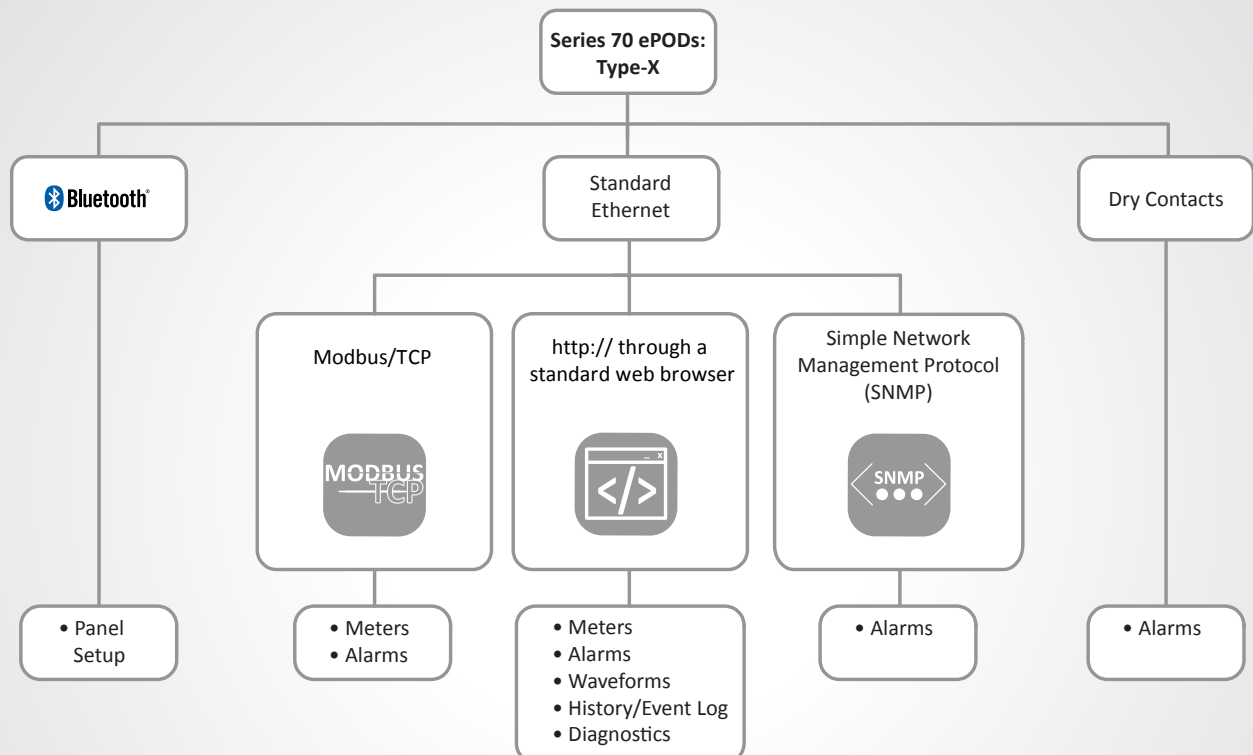 Series 70 ePODs:
Type-X
Bluetooth®
Standard
Ethernet
Dry Contacts
Modbus/TCP
MODBUS
TCP
http:// through a
standard web browser
_ x
</>
Simple Network
Management Protocol
(SNMP)
SNMP
• Panel
Setup
• Meters
• Alarms
• Meters
• Alarms
• Waveforms
• History/Event Log
• Diagnostics
• Alarms
• Alarms